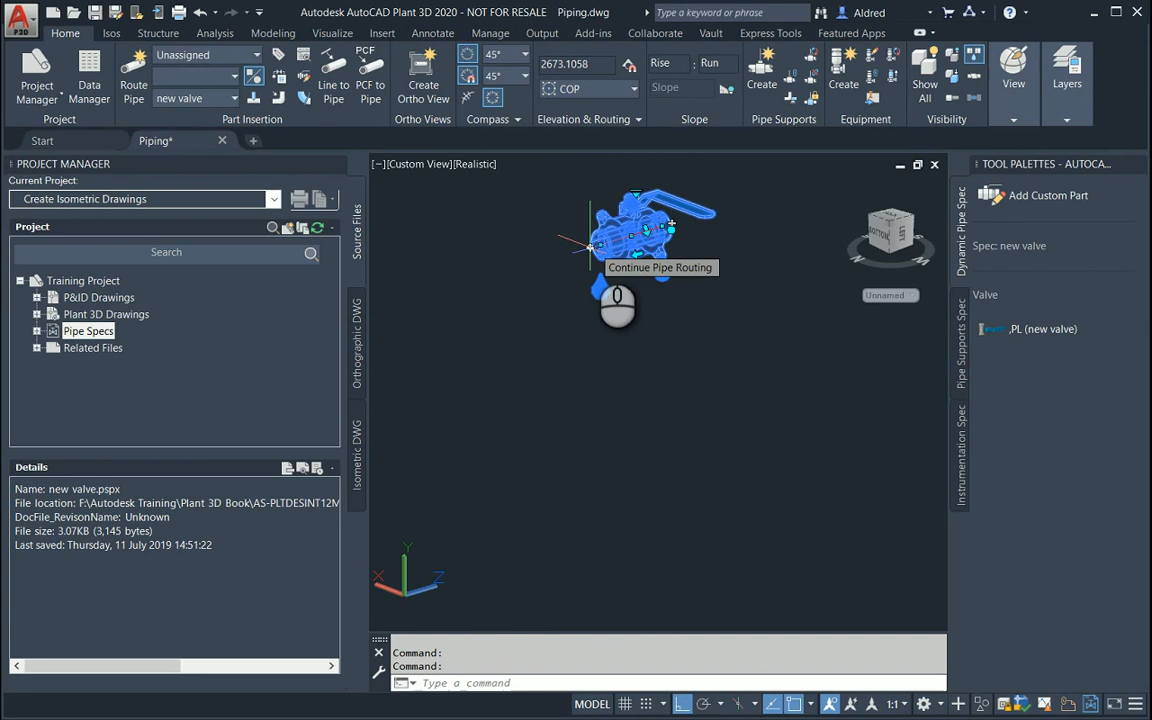 Autodesk AutoCAD Plant 3D 2020 - NOT FOR RESALE Piping.dwg
Type a keyword or phrase
Aldred
P3D
Home Isos Structure Analysis Modeling Visualize Insert Annotate Manage Output Add-ins Collaborate Vault Express Tools Featured Apps
Project Manager
Data Manager
Project
Route Pipe
Unassigned
new valve
Line to Pipe
PCF to Pipe
PCF
Part Insertion
Create Ortho View
Ortho Views
45°
45°
Compass
2673.1058
COP
Elevation & Routing
Rise : Run
Slope
Slope
Create
Pipe Supports
Create
Equipment
Show All
Visibility
View
Layers
Start
Piping*
PROJECT MANAGER
Current Project:
Create Isometric Drawings
Project
Search
Training Project
P&ID Drawings
Plant 3D Drawings
Pipe Specs
Related Files
Source Files
Orthographic DWG
Isometric DWG
Details
Name: new valve.pspx
File location: F:\Autodesk Training\Plant 3D Book\AS-PLTDESINT12M
DocFile_RevisonName: Unknown
File size: 3.07KB (3,145 bytes)
Last saved: Thursday, 11 July 2019 14:51:22
[−][Custom View][Realistic]
Continue Pipe Routing
BOTTOM
LEFT
Unnamed
X
Y
Z
Command:
Command:
Type a command
TOOL PALETTES - AUTOCA...
Dynamic Pipe Spec
Pipe Supports Spec
Instrumentation Spec
Add Custom Part
Spec: new valve
Valve
,PL (new valve)
MODEL
1:1